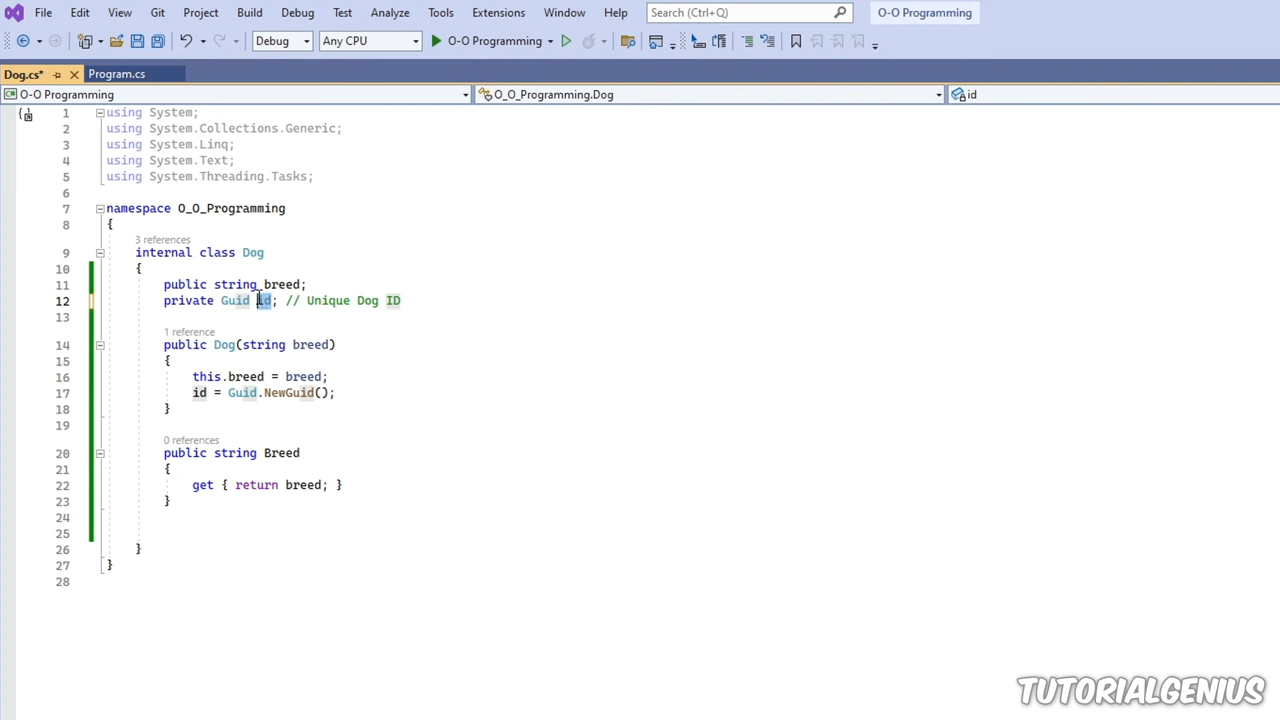 File Edit View Git Project Build Debug Test Analyze Tools Extensions Window Help Search (Ctrl+Q) O-O Programming
Debug Any CPU O-O Programming
Dog.cs* Program.cs
O-O Programming O_O_Programming.Dog id
1 using System;
2 using System.Collections.Generic;
3 using System.Linq;
4 using System.Text;
5 using System.Threading.Tasks;
6
7 namespace O_O_Programming
8 {
3 references
9 internal class Dog
10 {
11 public string breed;
12 private Guid id; // Unique Dog ID
13
1 reference
14 public Dog(string breed)
15 {
16 this.breed = breed;
17 id = Guid.NewGuid();
18 }
19
0 references
20 public string Breed
21 {
22 get { return breed; }
23 }
24
25
26 }
27 }
28
TUTORIALGENIUS